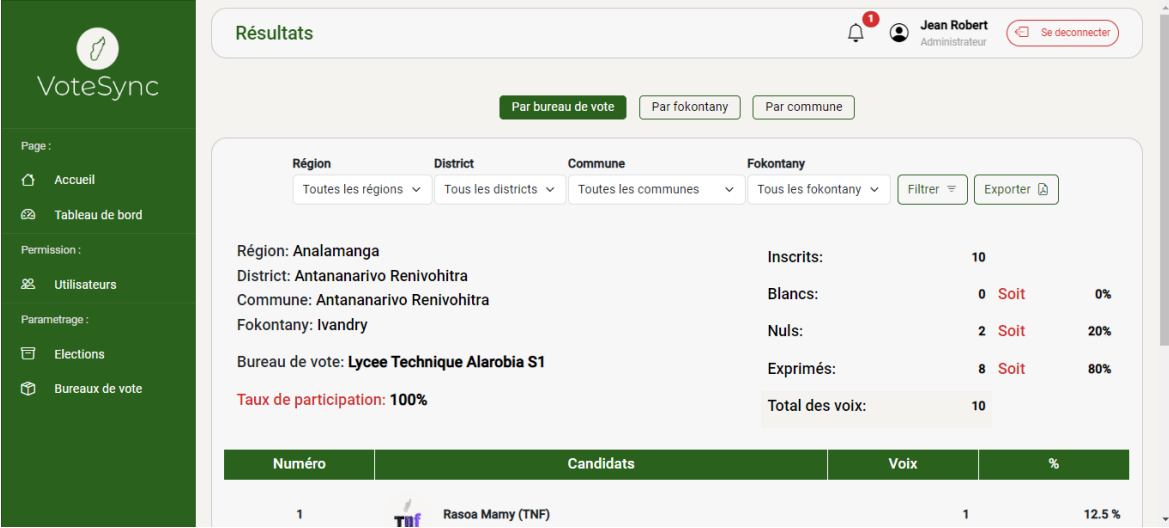 VoteSync
Page :
Accueil
Tableau de bord
Permission :
Utilisateurs
Parametrage :
Elections
Bureaux de vote
Résultats
1
Jean Robert
Administrateur
Se deconnecter
Par bureau de vote Par fokontany Par commune
Région District Commune Fokontany
Toutes les régions Tous les districts Toutes les communes Tous les fokontany Filtrer Exporter
Région: Analamanga
District: Antananarivo Renivohitra
Commune: Antananarivo Renivohitra
Fokontany: Ivandry
Bureau de vote: Lycee Technique Alarobia S1
Taux de participation: 100%
Inscrits: 10
Blancs: 0 Soit 0%
Nuls: 2 Soit 20%
Exprimés: 8 Soit 80%
Total des voix: 10
Numéro Candidats Voix %
1 TNf Rasoa Mamy (TNF) 1 12.5 %